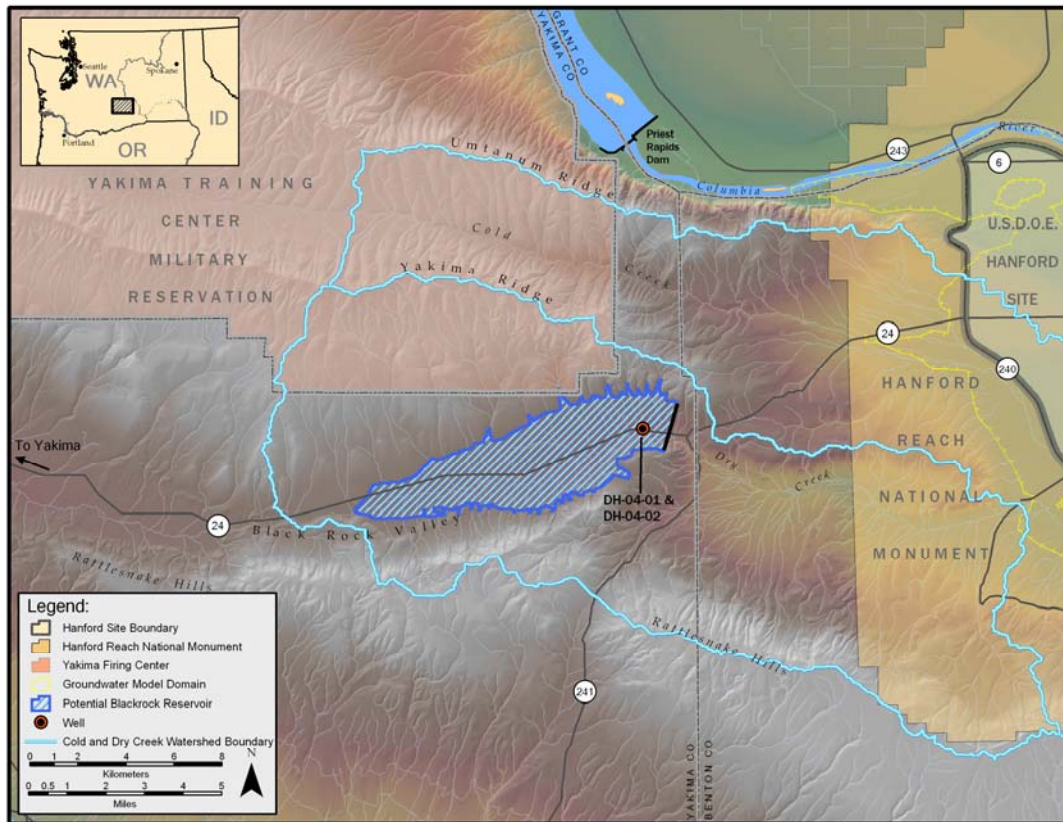 Seattle
Spokane
WA
ID
Portland
OR
GRANT CO
YAKIMA CO
Priest
Rapids
Dam
243
River
6
Columbia
Umtanum Ridge
YAKIMA TRAINING
CENTER
MILITARY
RESERVATION
Cold
Creek
Yakima Ridge
U.S.D.O.E.
HANFORD
SITE
24
240
HANFORD
REACH
NATIONAL
MONUMENT
To Yakima
Dry
Creek
DH-04-01 &
DH-04-02
24
Black Rock Valley
Rattlesnake Hills
Rattlesnake Hills
241
YAKIMA CO
BENTON CO
Legend:
Hanford Site Boundary
Hanford Reach National Monument
Yakima Firing Center
Groundwater Model Domain
Potential Blackrock Reservoir
Well
Cold and Dry Creek Watershed Boundary
0 1 2 4 6 8
Kilometers
N
0 0.5 1 2 3 4 5
Miles